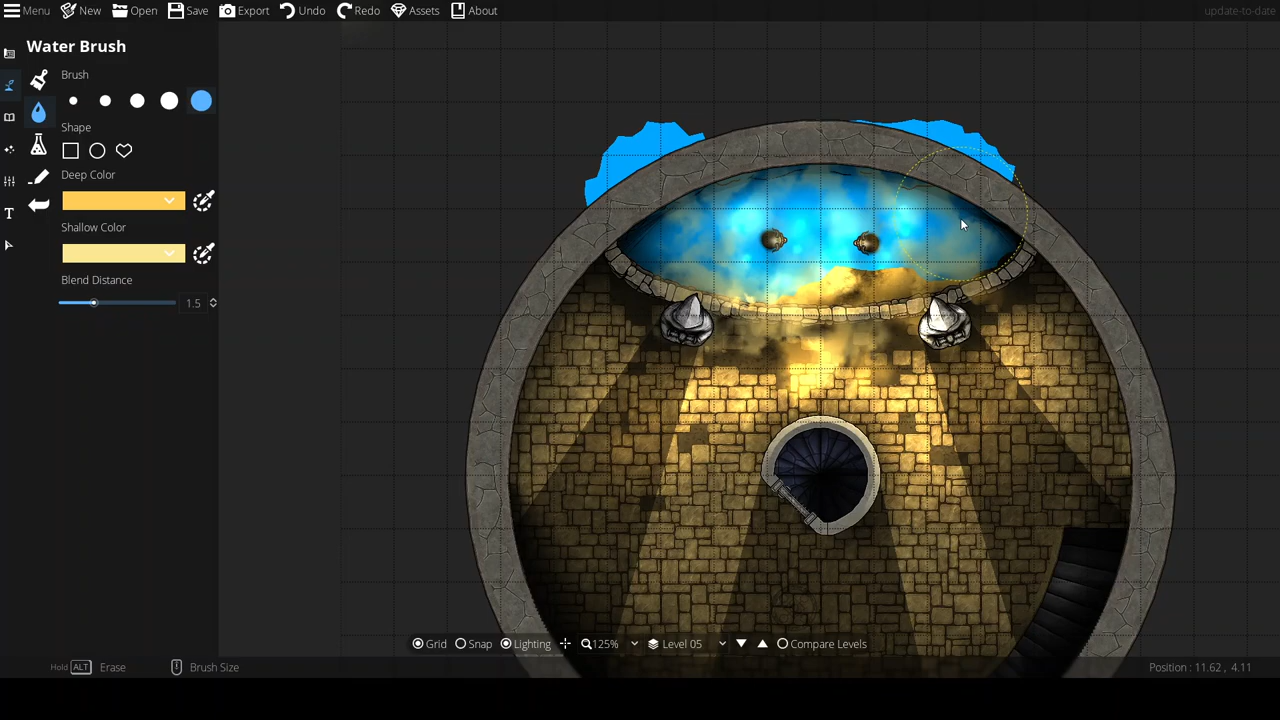 Menu New Open Save Export Undo Redo Assets About update-to-date
Water Brush
Brush
Shape
Deep Color
Shallow Color
Blend Distance
1.5
T
Grid Snap Lighting 125% Level 05 Compare Levels
Hold ALT Erase Brush Size Position : 11.62 , 4.11